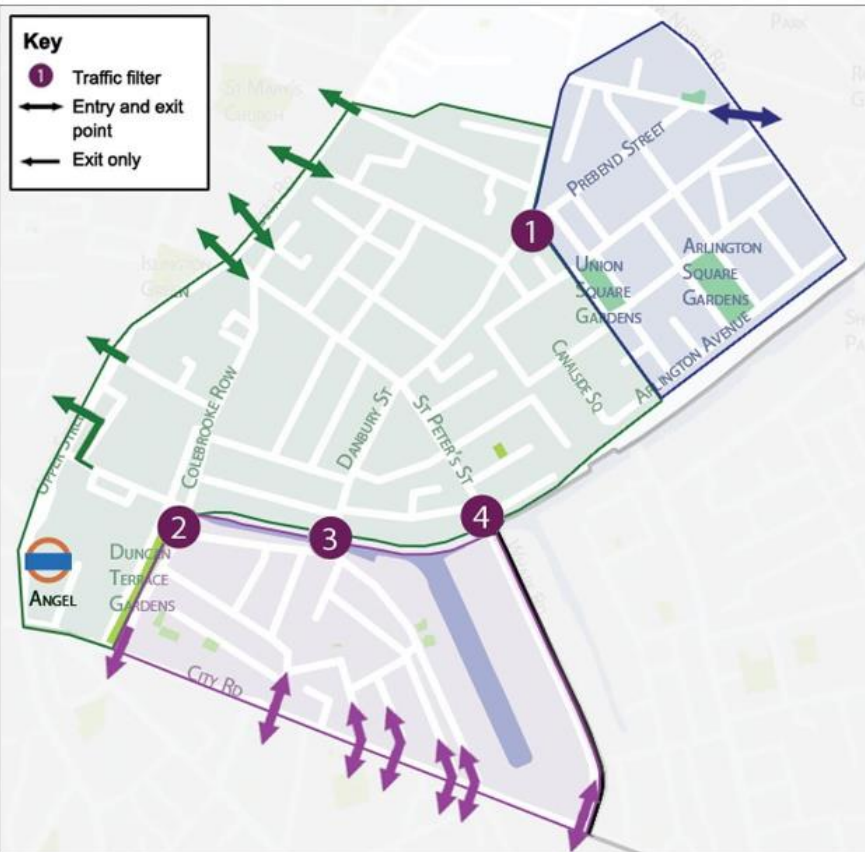 Key
1 Traffic filter
Entry and exit
point
Exit only
PARK
ST MARY'S
CHURCH
PREBEND STREET
1
UNION
SQUARE
GARDENS
ARLINGTON
SQUARE
GARDENS
ARLINGTON AVENUE
CANALSIDE SQ
COLEBROOKE ROW
DANBURY ST
ST PETER'S ST
UPPER STREET
2
3
4
DUNCAN
TERRACE
GARDENS
ANGEL
CITY RD